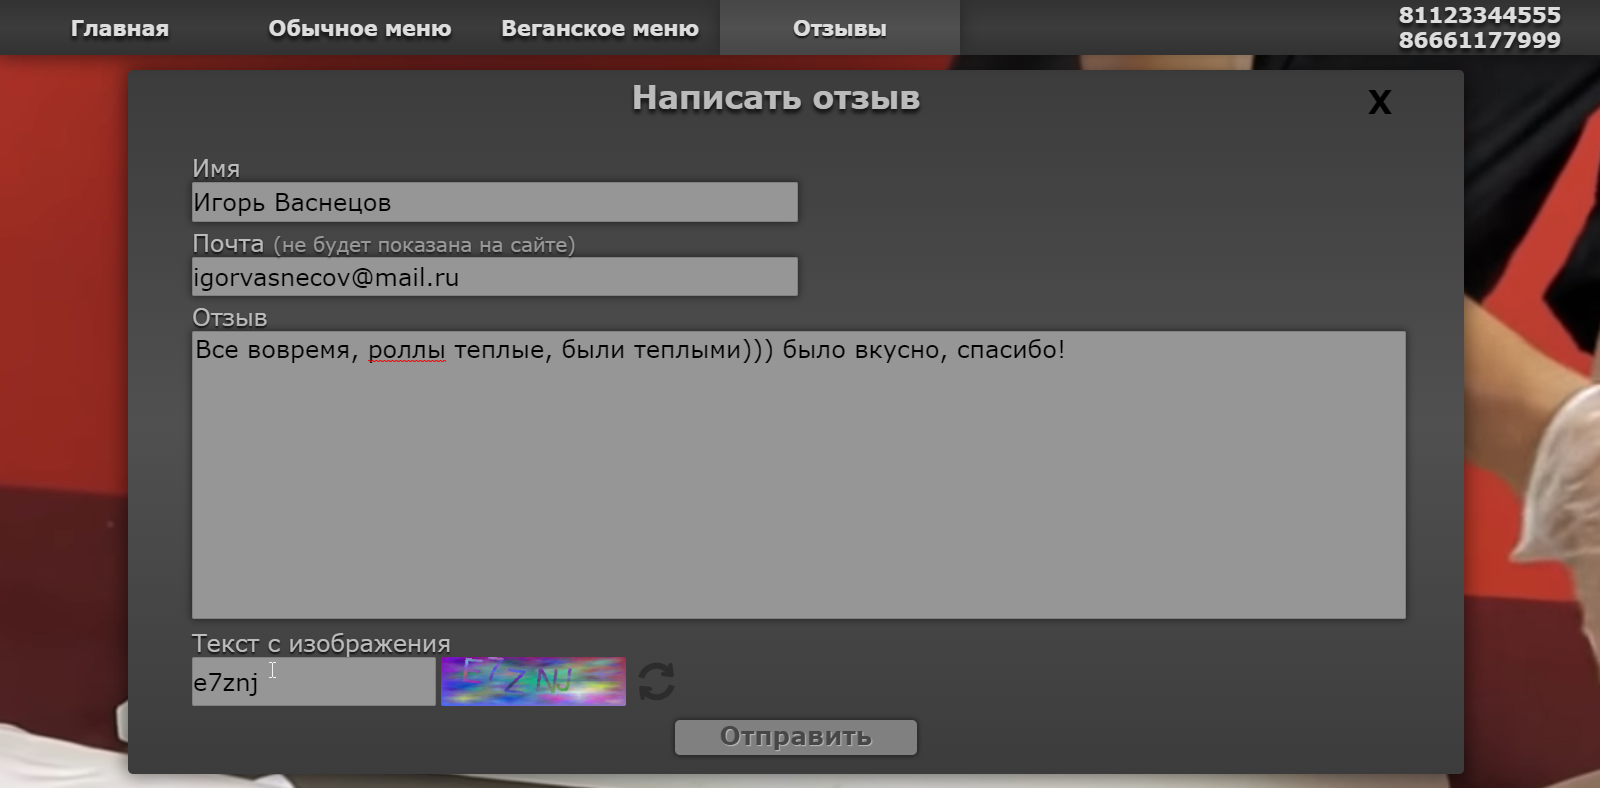 Главная Обычное меню Веганское меню Отзывы 81123344555
86661177999
Написать отзыв X
Имя
Игорь Васнецов
Почта (не будет показана на сайте)
igorvasnecov@mail.ru
Отзыв
Все вовремя, роллы теплые, были теплыми))) было вкусно, спасибо!
Текст с изображения
e7znj E7ZNJ
Отправить